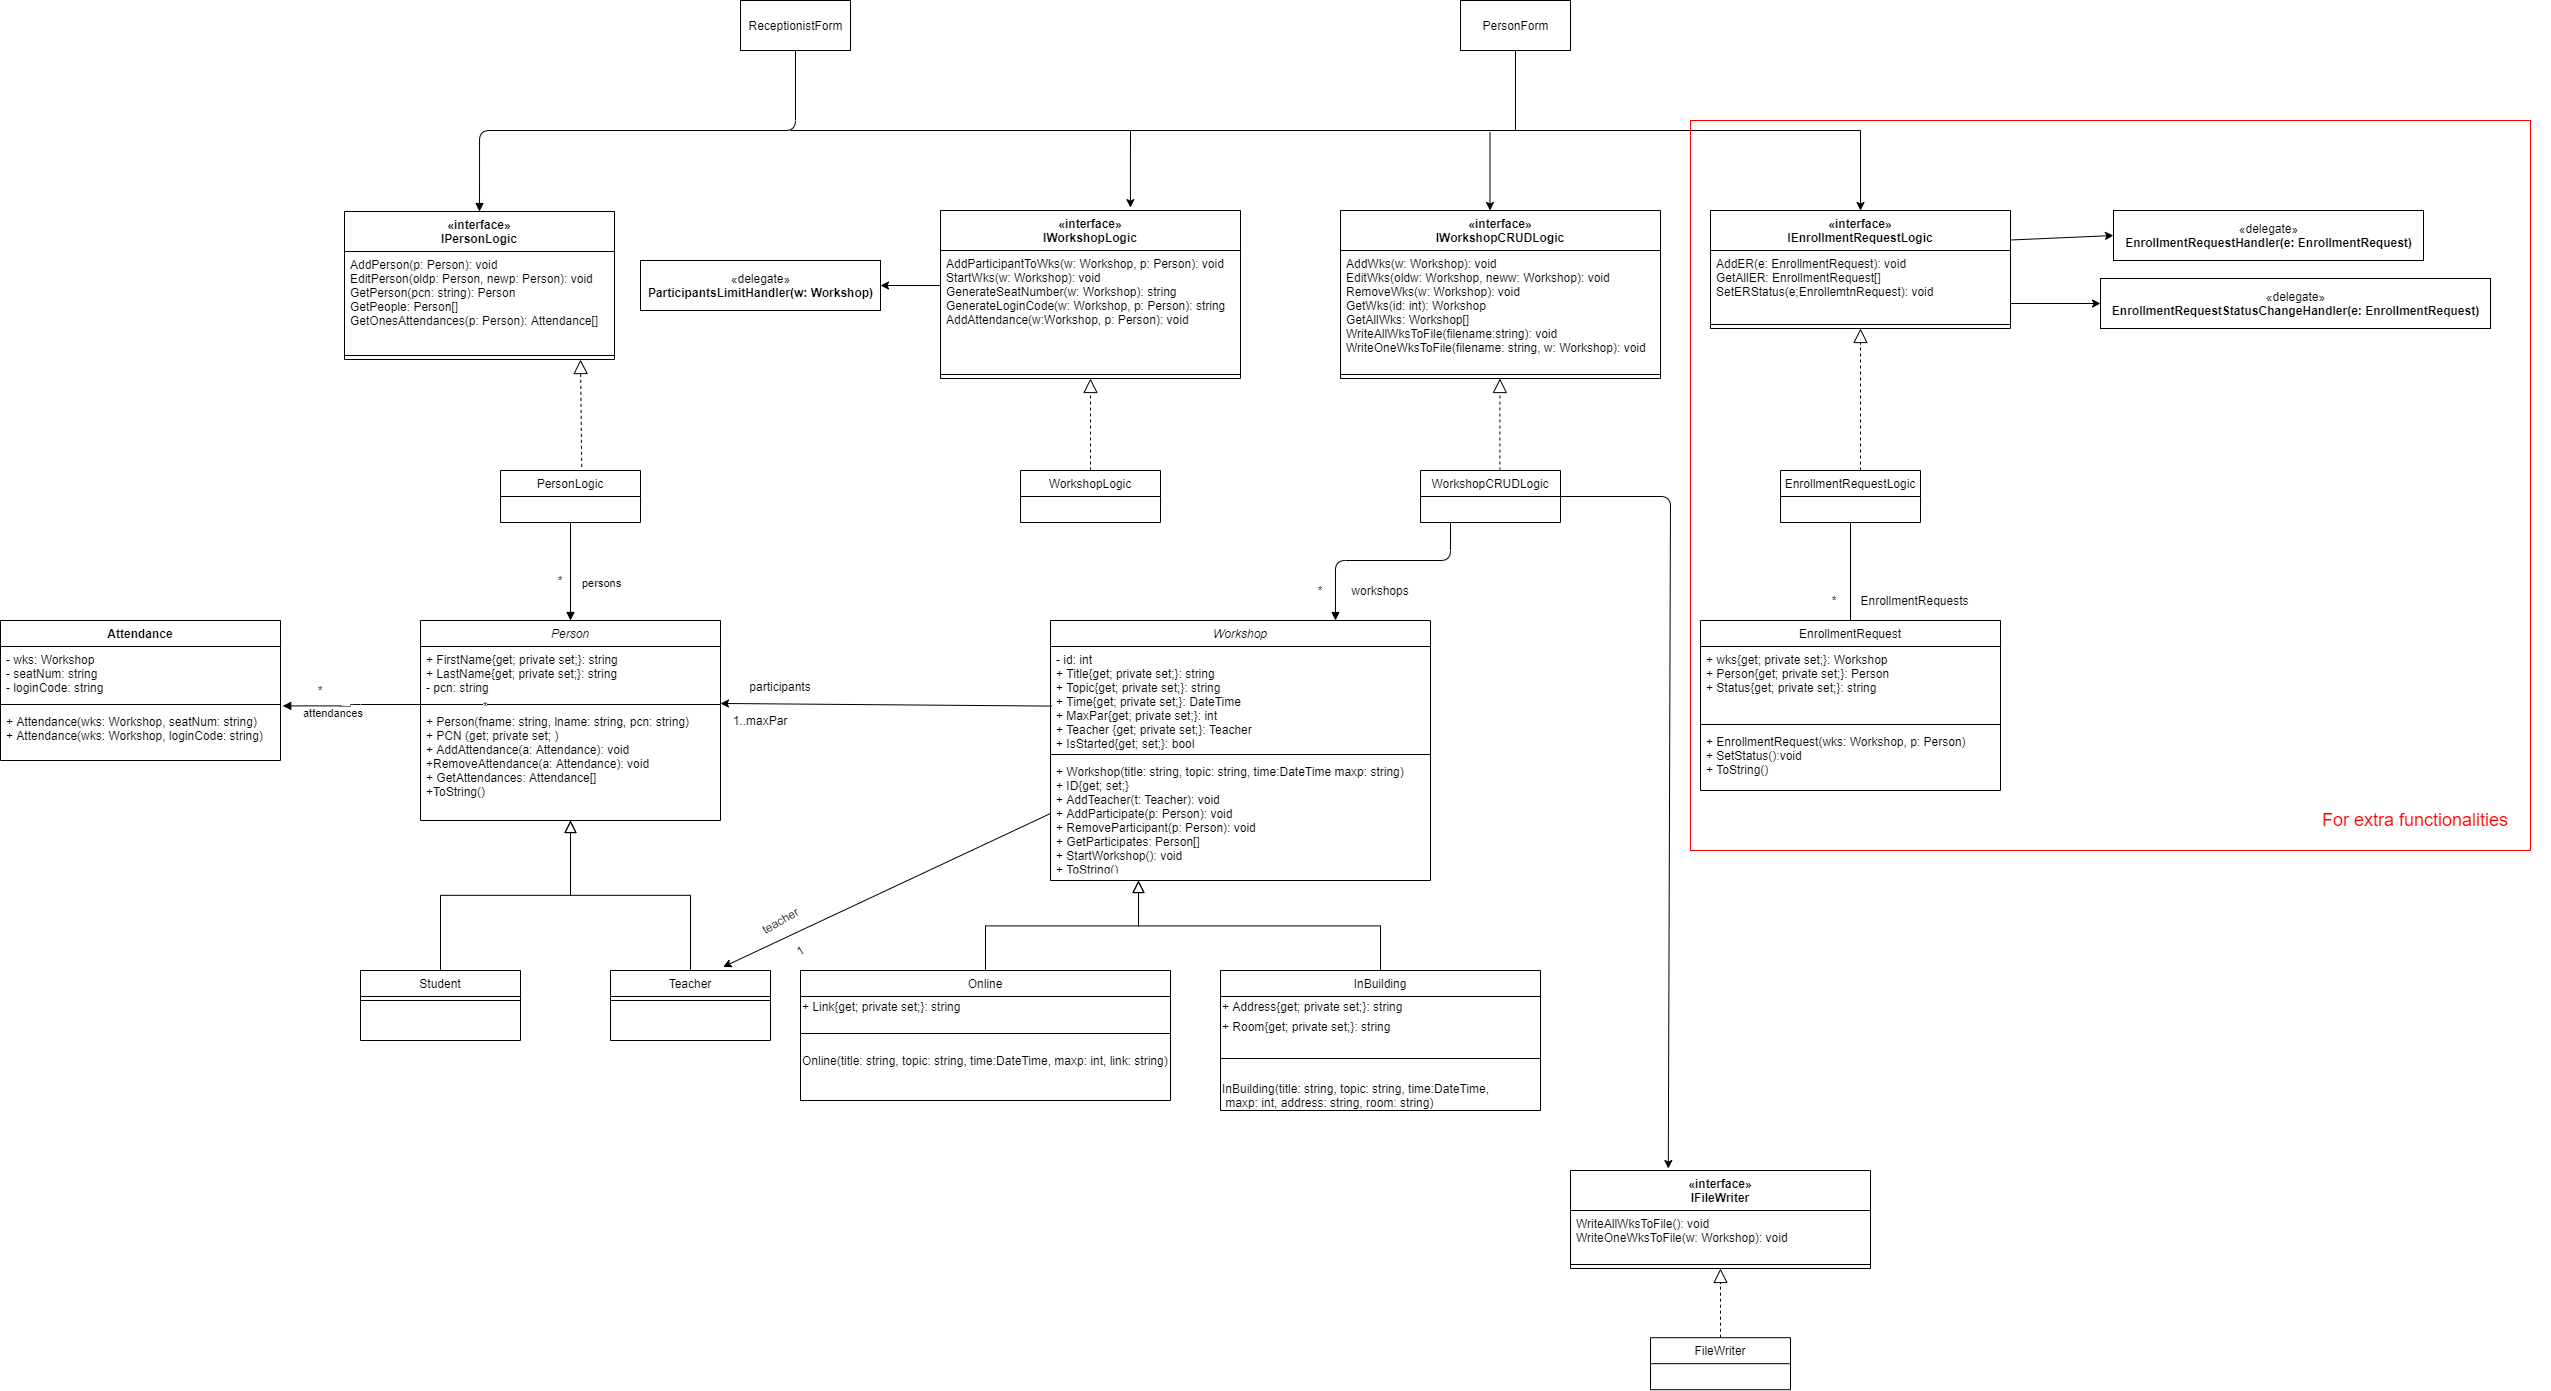 ReceptionistForm
PersonForm
«interface»
IPersonLogic
AddPerson(p: Person): void
EditPerson(oldp: Person, newp: Person): void
GetPerson(pcn: string): Person
GetPeople: Person[]
GetOnesAttendances(p: Person): Attendance[]
«delegate»
ParticipantsLimitHandler(w: Workshop)
«interface»
IWorkshopLogic
AddParticipantToWks(w: Workshop, p: Person): void
StartWks(w: Workshop): void
GenerateSeatNumber(w: Workshop): string
GenerateLoginCode(w: Workshop, p: Person): string
AddAttendance(w:Workshop, p: Person): void
«interface»
IWorkshopCRUDLogic
AddWks(w: Workshop): void
EditWks(oldw: Workshop, neww: Workshop): void
RemoveWks(w: Workshop): void
GetWks(id: int): Workshop
GetAllWks: Workshop[]
WriteAllWksToFile(filename:string): void
WriteOneWksToFile(filename: string, w: Workshop): void
«interface»
IEnrollmentRequestLogic
AddER(e: EnrollmentRequest): void
GetAllER: EnrollmentRequest[]
SetERStatus(e;EnrollemtnRequest): void
«delegate»
EnrollmentRequestHandler(e: EnrollmentRequest)
«delegate»
EnrollmentRequestStatusChangeHandler(e: EnrollmentRequest)
PersonLogic
WorkshopLogic
WorkshopCRUDLogic
EnrollmentRequestLogic
* persons
* workshops
* EnrollmentRequests
Attendance
- wks: Workshop
- seatNum: string
- loginCode: string
+ Attendance(wks: Workshop, seatNum: string)
+ Attendance(wks: Workshop, loginCode: string)
*
attendances
*
Person
+ FirstName{get; private set;}: string
+ LastName{get; private set;}: string
- pcn: string
+ Person(fname: string, lname: string, pcn: string)
+ PCN (get; private set; )
+ AddAttendance(a: Attendance): void
+RemoveAttendance(a: Attendance): void
+ GetAttendances: Attendance[]
+ToString()
participants
1..maxPar
Workshop
- id: int
+ Title{get; private set;}: string
+ Topic{get; private set;}: string
+ Time{get; private set;}: DateTime
+ MaxPar{get; private set;}: int
+ Teacher {get; private set;}: Teacher
+ IsStarted{get; set;}: bool
+ Workshop(title: string, topic: string, time:DateTime maxp: string)
+ ID{get; set;}
+ AddTeacher(t: Teacher): void
+ AddParticipate(p: Person): void
+ RemoveParticipant(p: Person): void
+ GetParticipates: Person[]
+ StartWorkshop(): void
+ ToString()
EnrollmentRequest
+ wks{get; private set;}: Workshop
+ Person{get; private set;}: Person
+ Status{get; private set;}: string
+ EnrollmentRequest(wks: Workshop, p: Person)
+ SetStatus():void
+ ToString()
For extra functionalities
teacher
1
Student
Teacher
Online
+ Link{get; private set;}: string
Online(title: string, topic: string, time:DateTime, maxp: int, link: string)
InBuilding
+ Address{get; private set;}: string
+ Room{get; private set;}: string
InBuilding(title: string, topic: string, time:DateTime,
maxp: int, address: string, room: string)
«interface»
IFileWriter
WriteAllWksToFile(): void
WriteOneWksToFile(w: Workshop): void
FileWriter